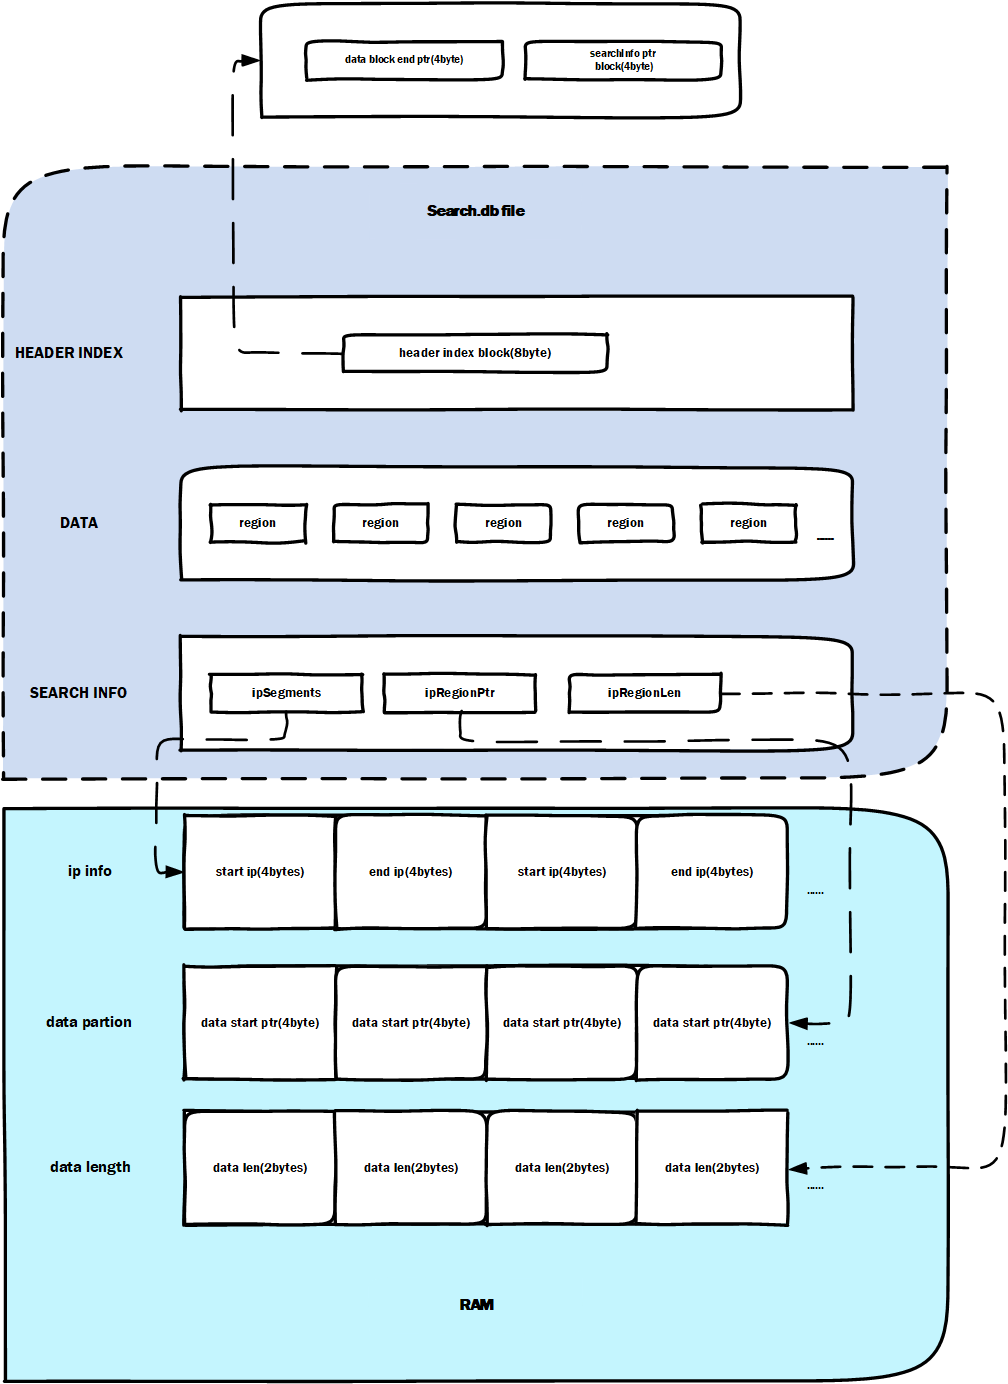 data block end ptr(4byte)
searchInfo ptr
block(4byte)
Search.db file
HEADER INDEX
header index block(8byte)
DATA
region
region
region
region
region
......
SEARCH INFO
ipSegments
ipRegionPtr
ipRegionLen
ip info
start ip(4bytes)
end ip(4bytes)
start ip(4bytes)
end ip(4bytes)
......
data partion
data start ptr(4byte)
data start ptr(4byte)
data start ptr(4byte)
data start ptr(4byte)
......
data length
data len(2bytes)
data len(2bytes)
data len(2bytes)
data len(2bytes)
......
RAM